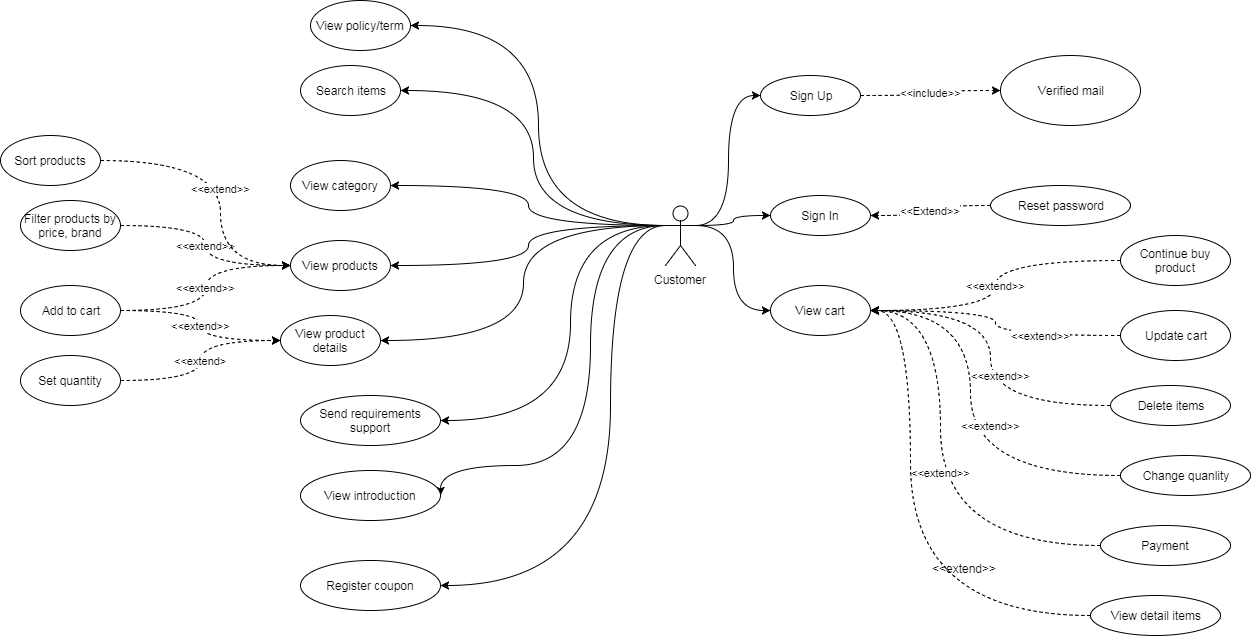 View policy/term
Search items
Sign Up
<<include>>
Verified mail
Sort products
<<extend>>
View category
Filter products by
price, brand
<<extend>>
View products
Sign In
<<Extend>>
Reset password
Customer
Continue buy
product
<<extend>>
Add to cart
<<extend>>
<<extend>>
View product
details
View cart
Update cart
<<extend>>
Set quantity
<<extend>
Delete items
<<extend>>
Send requirements
support
<<extend>>
Change quanlity
View introduction
<<extend>>
Payment
Register coupon
<<extend>>
View detail items